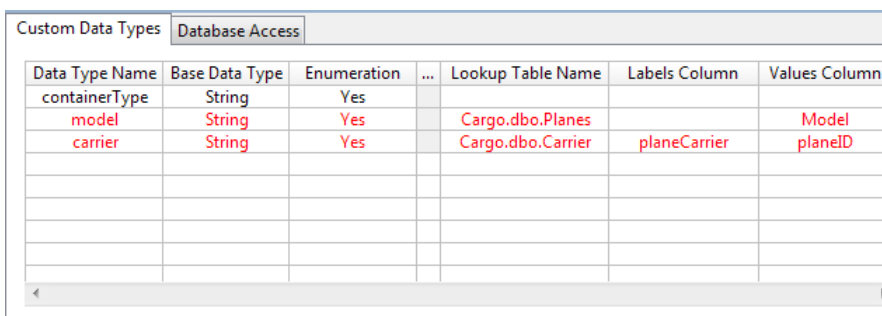 Custom Data Types Database Access
Data Type Name Base Data Type Enumeration ... Lookup Table Name Labels Column Values Column
containerType String Yes
model String Yes Cargo.dbo.Planes Model
carrier String Yes Cargo.dbo.Carrier planeCarrier planeID